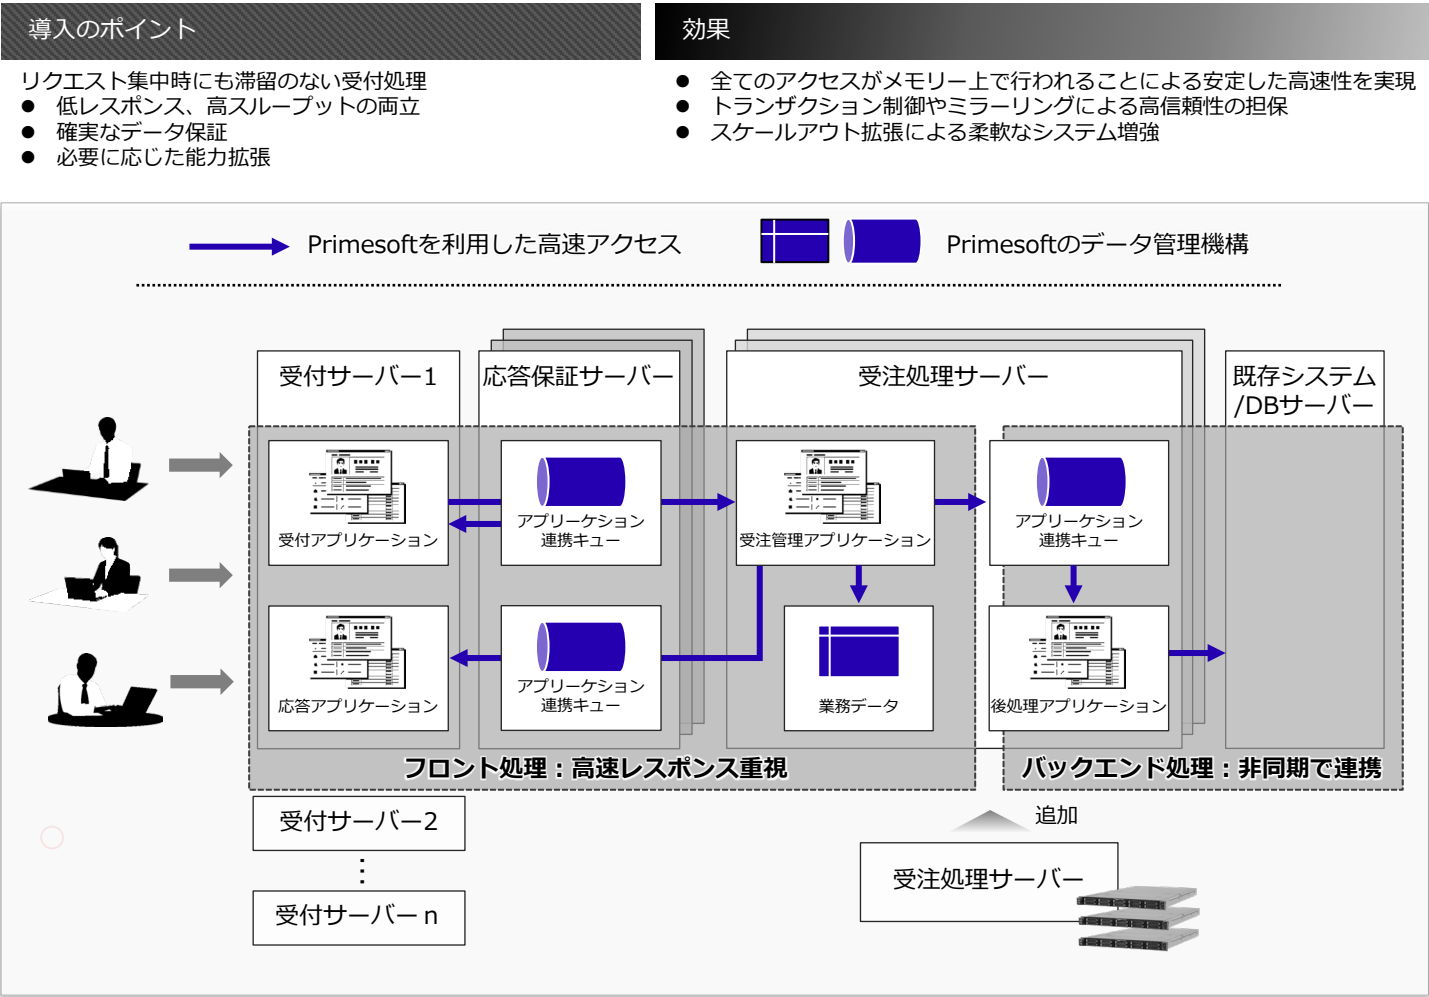 導入のポイント
効果
リクエスト集中時にも滞留のない受付処理
● 低レスポンス、高スループットの両立
● 確実なデータ保証
● 必要に応じた能力拡張
● 全てのアクセスがメモリー上で行われることによる安定した高速性を実現
● トランザクション制御やミラーリングによる高信頼性の担保
● スケールアウト拡張による柔軟なシステム増強
Primesoftを利用した高速アクセス
Primesoftのデータ管理機構
受付サーバー1
応答保証サーバー
受注処理サーバー
既存システム
/DBサーバー
受付アプリケーション
アプリーケション
連携キュー
受注管理アプリケーション
アプリーケション
連携キュー
応答アプリケーション
アプリーケション
連携キュー
業務データ
後処理アプリケーション
フロント処理：高速レスポンス重視
バックエンド処理：非同期で連携
受付サーバー2
⋮
受付サーバーｎ
追加
受注処理サーバー